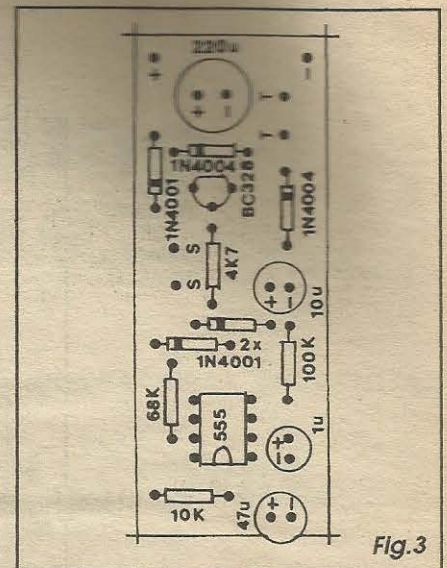 220u
+ -
+ -
T
T
1N4004
1N4001
BC328
1N4004
S
S
4K7
+ -
10u
2x
1N4001
100K
68K
555
1u
- +
10K
47u
+ -
Fig.3